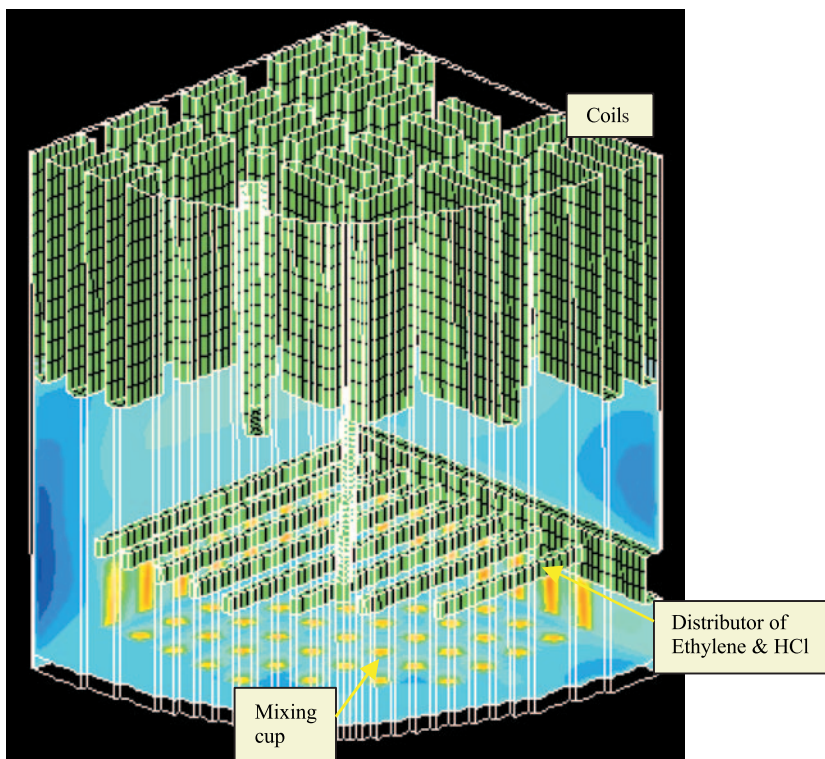 Coils
Distributor of
Ethylene & HCl
Mixing
cup